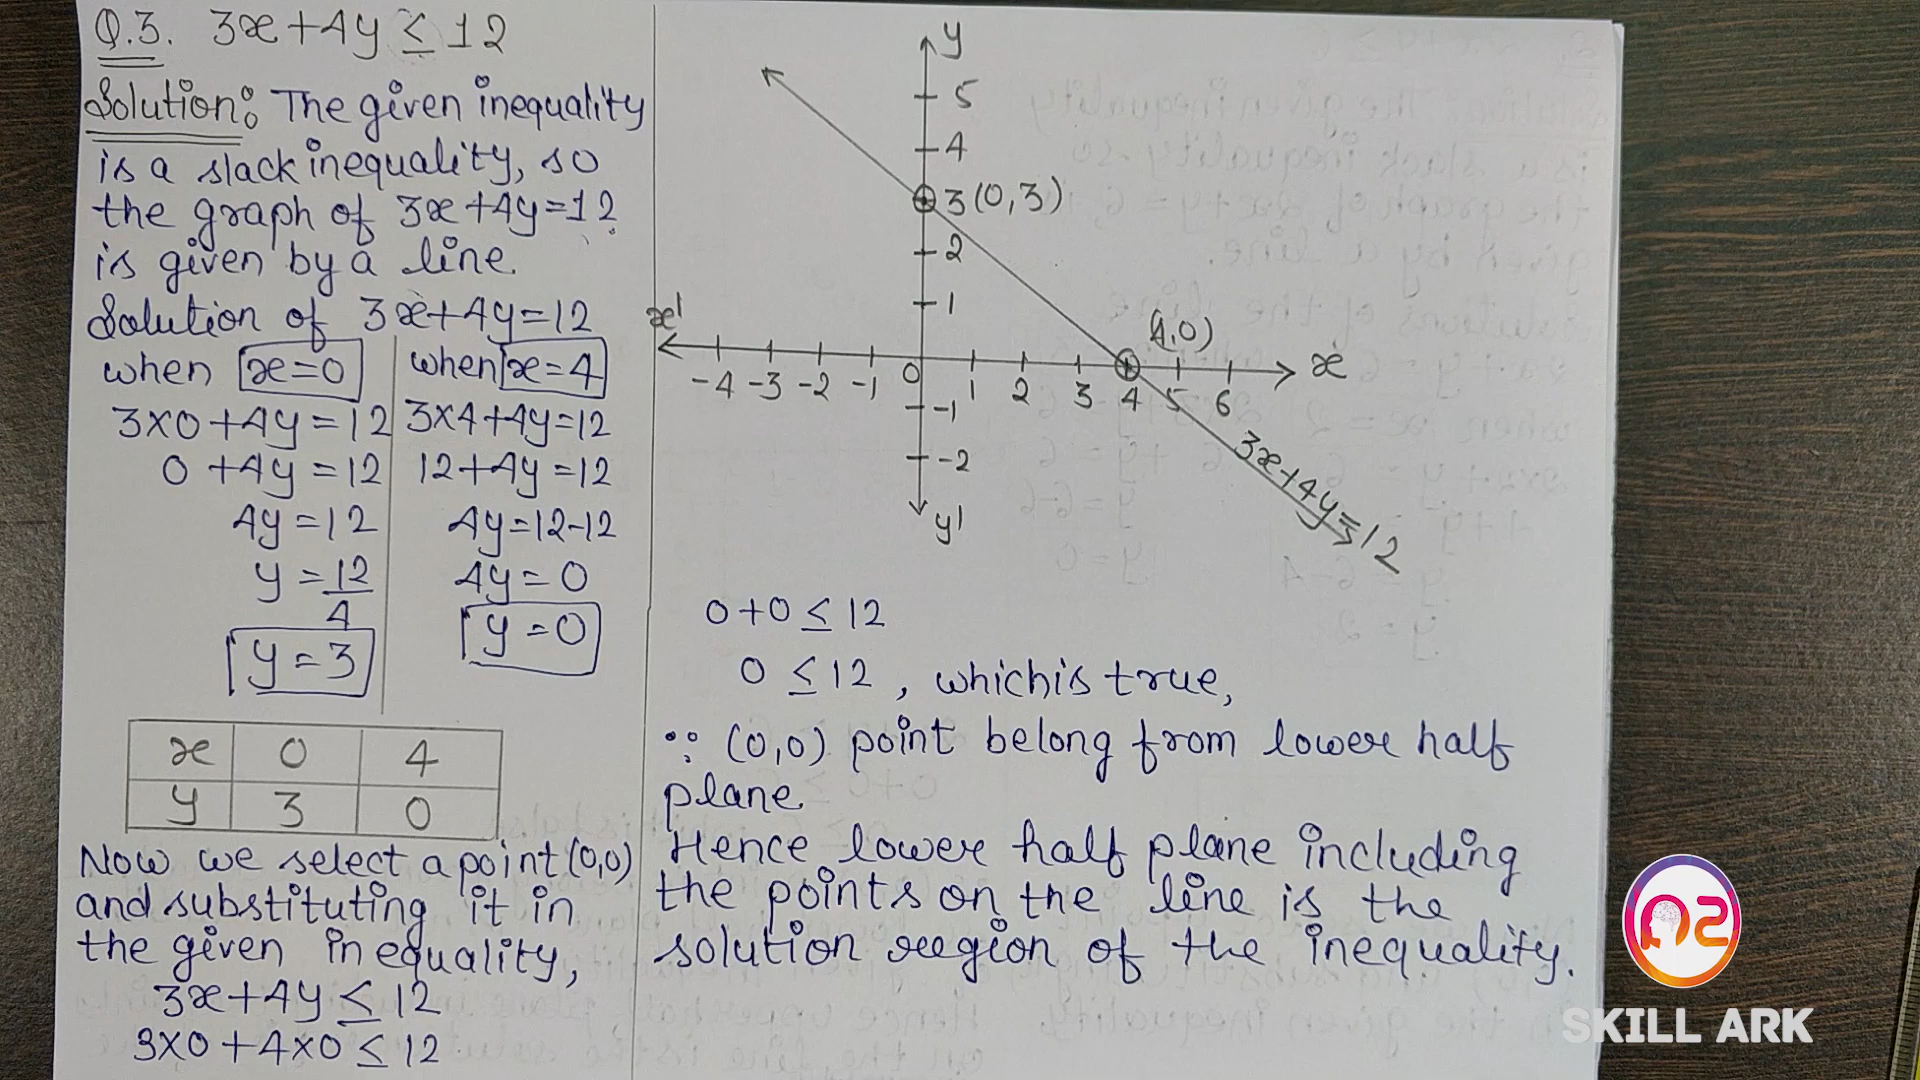 Q.3. 3x+4y≤12
Solution: The given inequality
is a slack inequality, so
the graph of 3x+4y=12
is given by a line.
Solution of 3x+4y=12
when x=0
3×0+4y=12
0+4y=12
4y=12
y=12/4
y=3
when x=4
3×4+4y=12
12+4y=12
4y=12-12
4y=0
y=0
x 0 4
y 3 0
Now we select a point (0,0)
and substituting it in
the given inequality,
3x+4y≤12
3×0+4×0≤12
y
5
4
3 (0,3)
2
1
x' x
(4,0)
-4 -3 -2 -1 0 1 2 3 4 5 6
-1
-2
y'
3x+4y=12
0+0≤12
0≤12, which is true,
∵ (0,0) point belong from lower half
plane
Hence lower half plane including
the points on the line is the
solution region of the inequality.
SKILL ARK